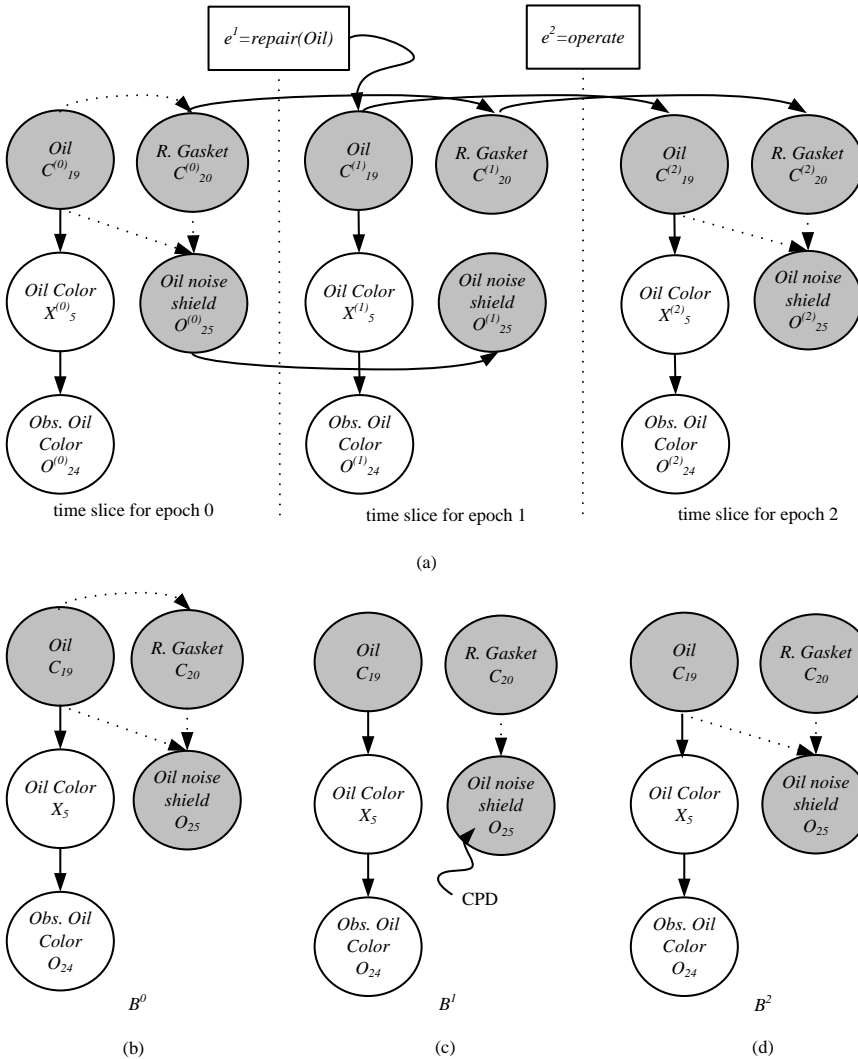 e¹=repair(Oil)
e²=operate
Oil
C⁽⁰⁾₁₉
R. Gasket
C⁽⁰⁾₂₀
Oil
C⁽¹⁾₁₉
R. Gasket
C⁽¹⁾₂₀
Oil
C⁽²⁾₁₉
R. Gasket
C⁽²⁾₂₀
Oil Color
X⁽⁰⁾₅
Oil noise
shield
O⁽⁰⁾₂₅
Oil Color
X⁽¹⁾₅
Oil noise
shield
O⁽¹⁾₂₅
Oil Color
X⁽²⁾₅
Oil noise
shield
O⁽²⁾₂₅
Obs. Oil
Color
O⁽⁰⁾₂₄
Obs. Oil
Color
O⁽¹⁾₂₄
Obs. Oil
Color
O⁽²⁾₂₄
time slice for epoch 0
time slice for epoch 1
time slice for epoch 2
(a)
Oil
C₁₉
R. Gasket
C₂₀
Oil Color
X₅
Oil noise
shield
O₂₅
Obs. Oil
Color
O₂₄
B⁰
(b)
Oil
C₁₉
R. Gasket
C₂₀
Oil Color
X₅
Oil noise
shield
O₂₅
CPD
Obs. Oil
Color
O₂₄
B¹
(c)
Oil
C₁₉
R. Gasket
C₂₀
Oil Color
X₅
Oil noise
shield
O₂₅
Obs. Oil
Color
O₂₄
B²
(d)